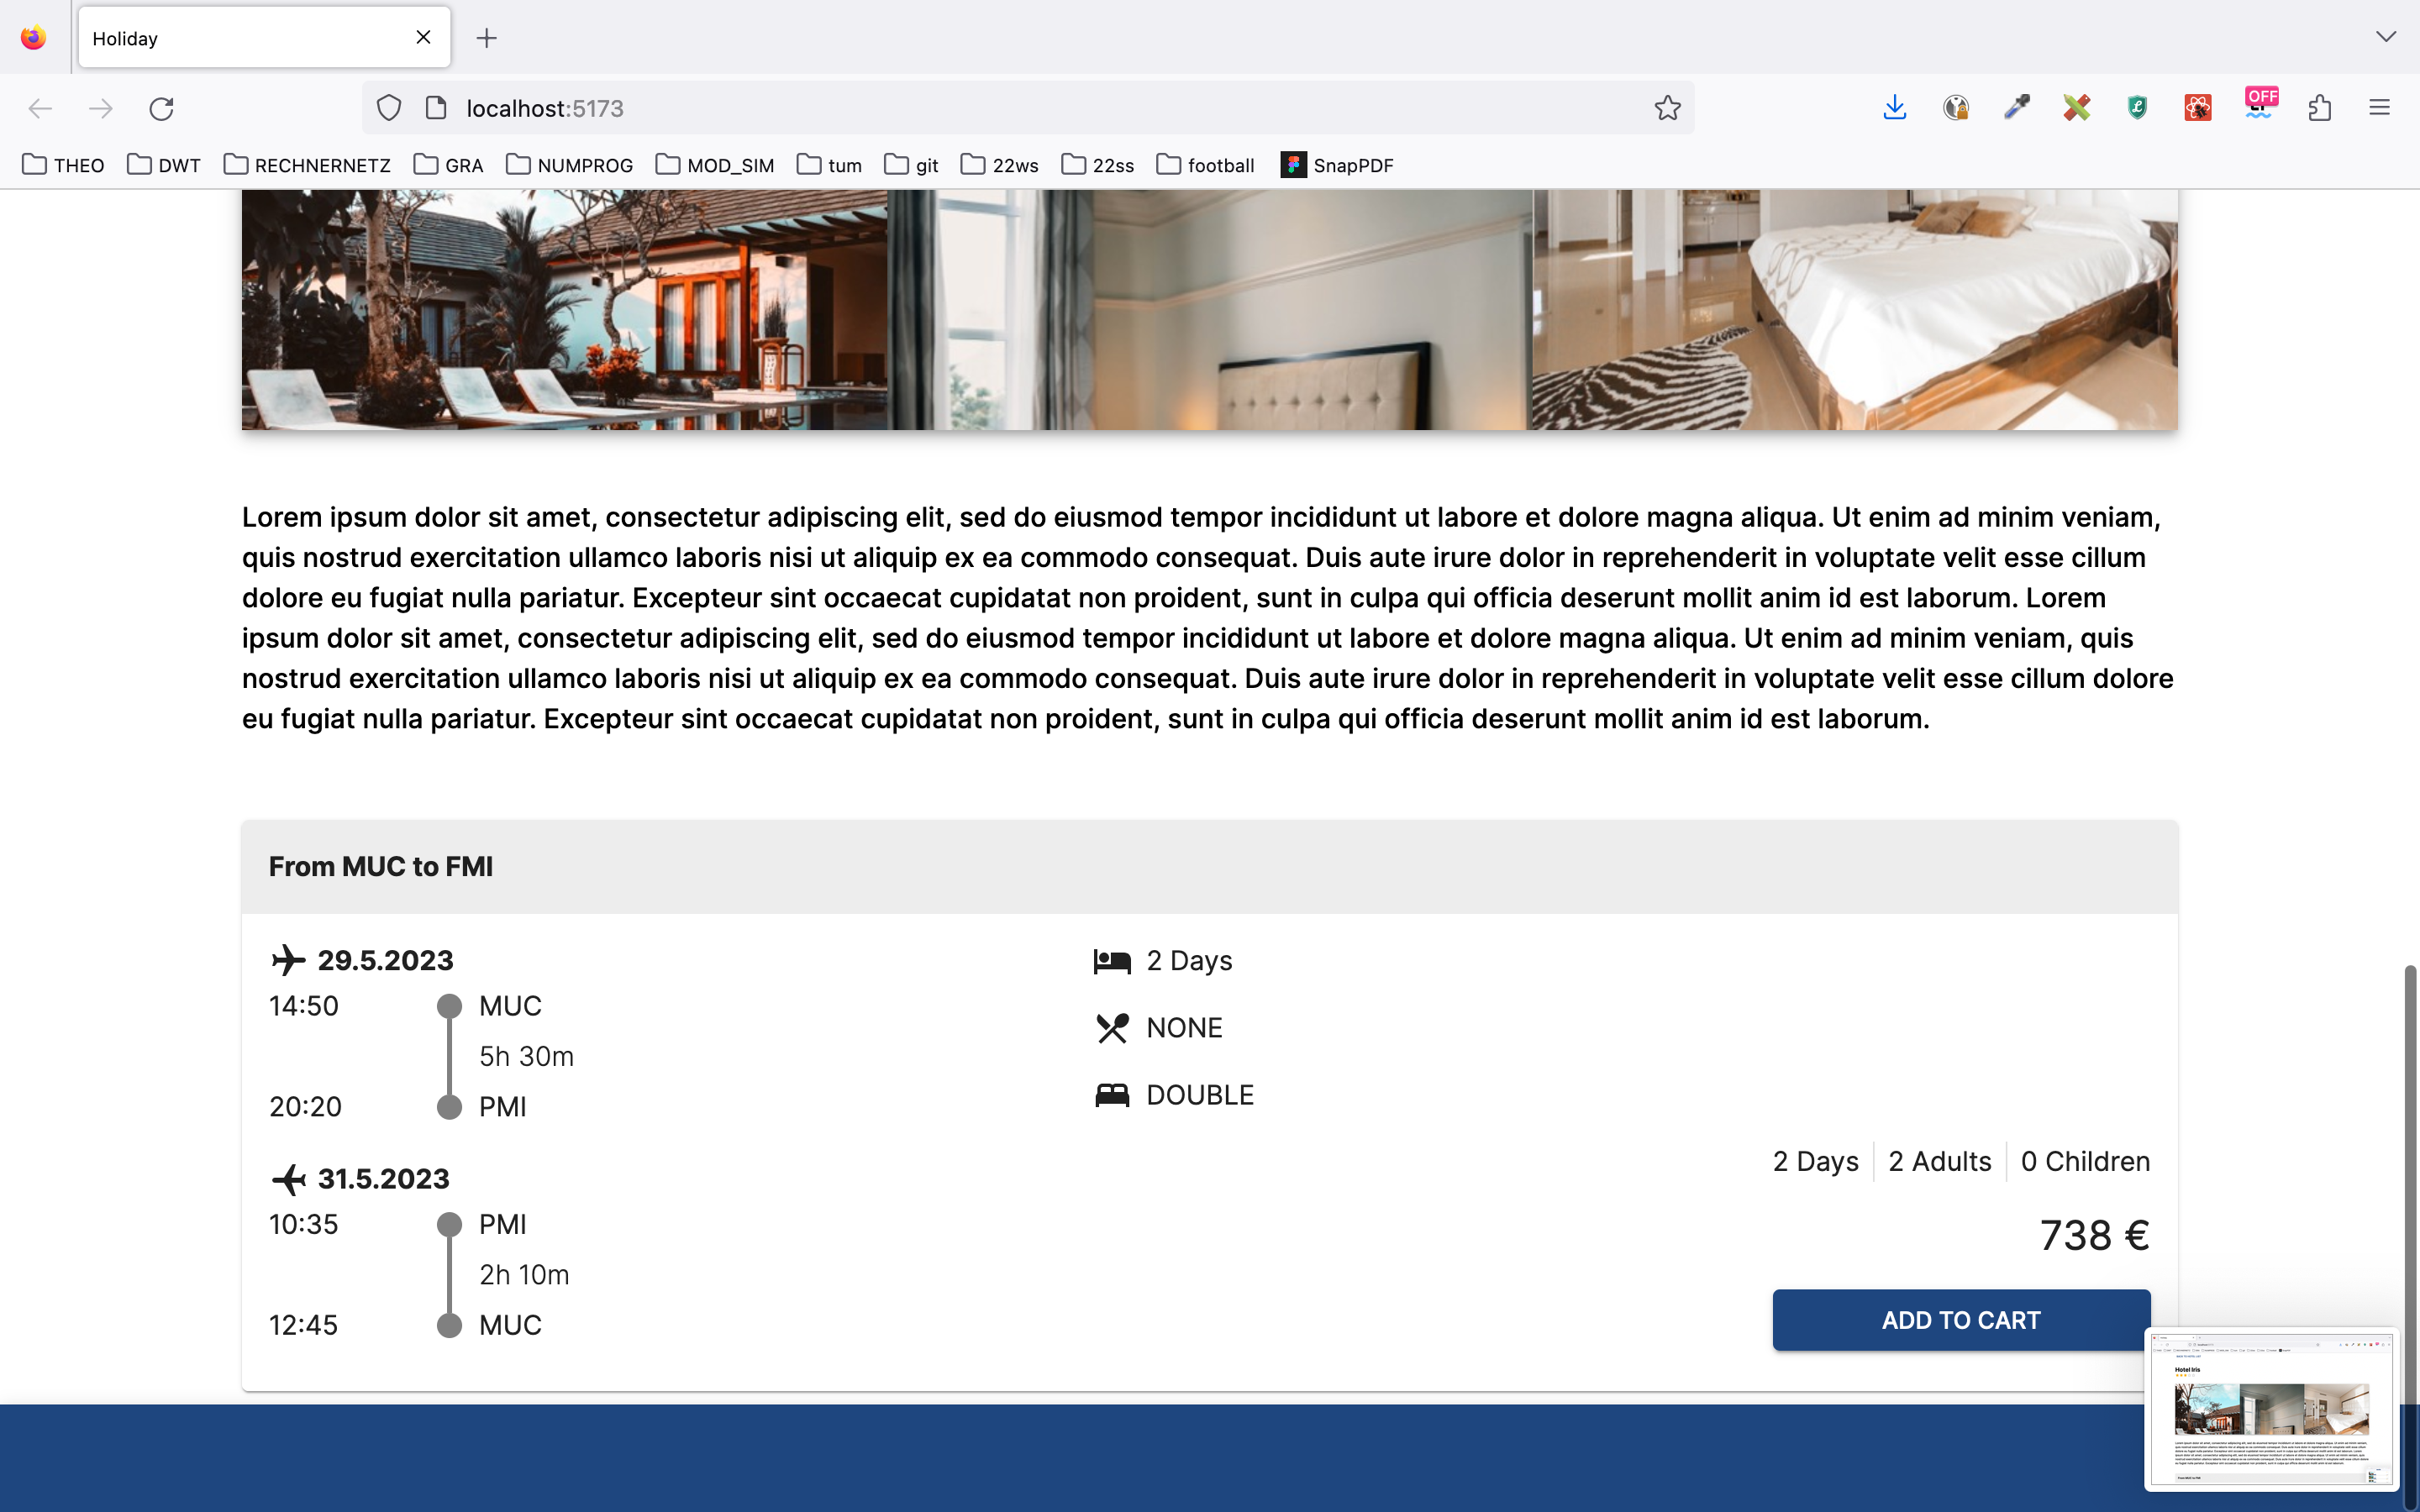 Holiday
localhost:5173
OFF
THEO DWT RECHNERNETZ GRA NUMPROG MOD_SIM tum git 22ws 22ss football SnapPDF
Lorem ipsum dolor sit amet, consectetur adipiscing elit, sed do eiusmod tempor incididunt ut labore et dolore magna aliqua. Ut enim ad minim veniam,
quis nostrud exercitation ullamco laboris nisi ut aliquip ex ea commodo consequat. Duis aute irure dolor in reprehenderit in voluptate velit esse cillum
dolore eu fugiat nulla pariatur. Excepteur sint occaecat cupidatat non proident, sunt in culpa qui officia deserunt mollit anim id est laborum. Lorem
ipsum dolor sit amet, consectetur adipiscing elit, sed do eiusmod tempor incididunt ut labore et dolore magna aliqua. Ut enim ad minim veniam, quis
nostrud exercitation ullamco laboris nisi ut aliquip ex ea commodo consequat. Duis aute irure dolor in reprehenderit in voluptate velit esse cillum dolore
eu fugiat nulla pariatur. Excepteur sint occaecat cupidatat non proident, sunt in culpa qui officia deserunt mollit anim id est laborum.
From MUC to FMI
29.5.2023
14:50 MUC
5h 30m
20:20 PMI
31.5.2023
10:35 PMI
2h 10m
12:45 MUC
2 Days
NONE
DOUBLE
2 Days 2 Adults 0 Children
738 €
ADD TO CART
Hotel Iris
From MUC to FMI